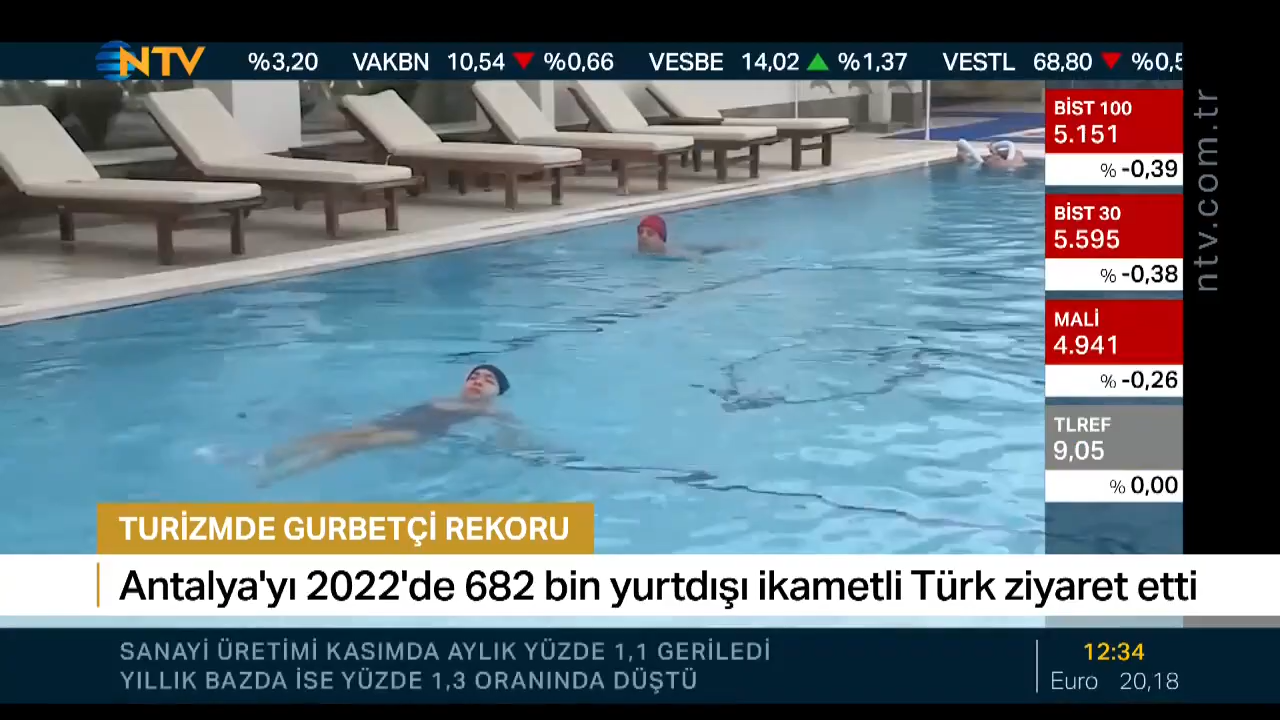 NTV %3,20 VAKBN 10,54 %0,66 VESBE 14,02 %1,37 VESTL 68,80 %0,5
BİST 100
5.151
% -0,39
BİST 30
5.595
% -0,38
MALİ
4.941
% -0,26
TLREF
9,05
% 0,00
ntv.com.tr
TURİZMDE GURBETÇİ REKORU
Antalya'yı 2022'de 682 bin yurtdışı ikametli Türk ziyaret etti
SANAYİ ÜRETİMİ KASIMDA AYLIK YÜZDE 1,1 GERİLEDİ
YILLIK BAZDA İSE YÜZDE 1,3 ORANINDA DÜŞTÜ
12:34
Euro 20,18